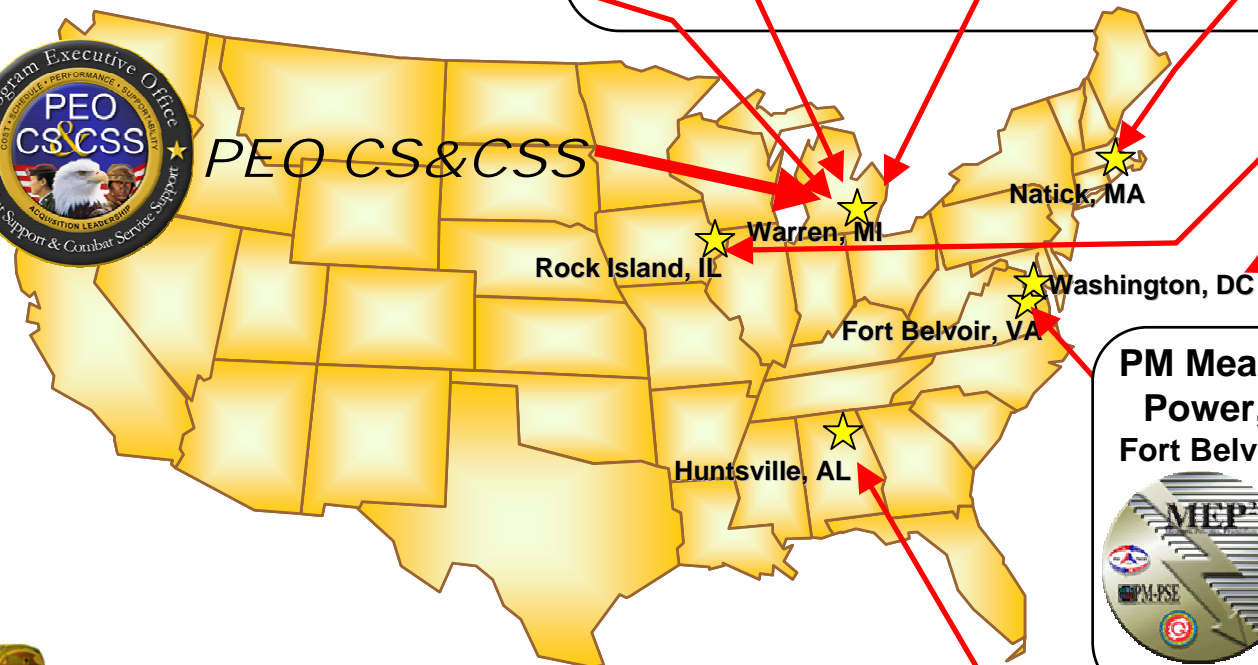 gram Executive Office
COST • SCHEDULE • PERFORMANCE • SUPPORTABILITY
PEO
CS&CSS
ACQUISITION LEADERSHIP
Support & Combat Service Support
PEO CS&CSS
Natick, MA
Warren, MI
Rock Island, IL
Washington, DC
Fort Belvoir, VA
Huntsville, AL
PM Mea
Power,
Fort Belv
MEP
PM-PSE